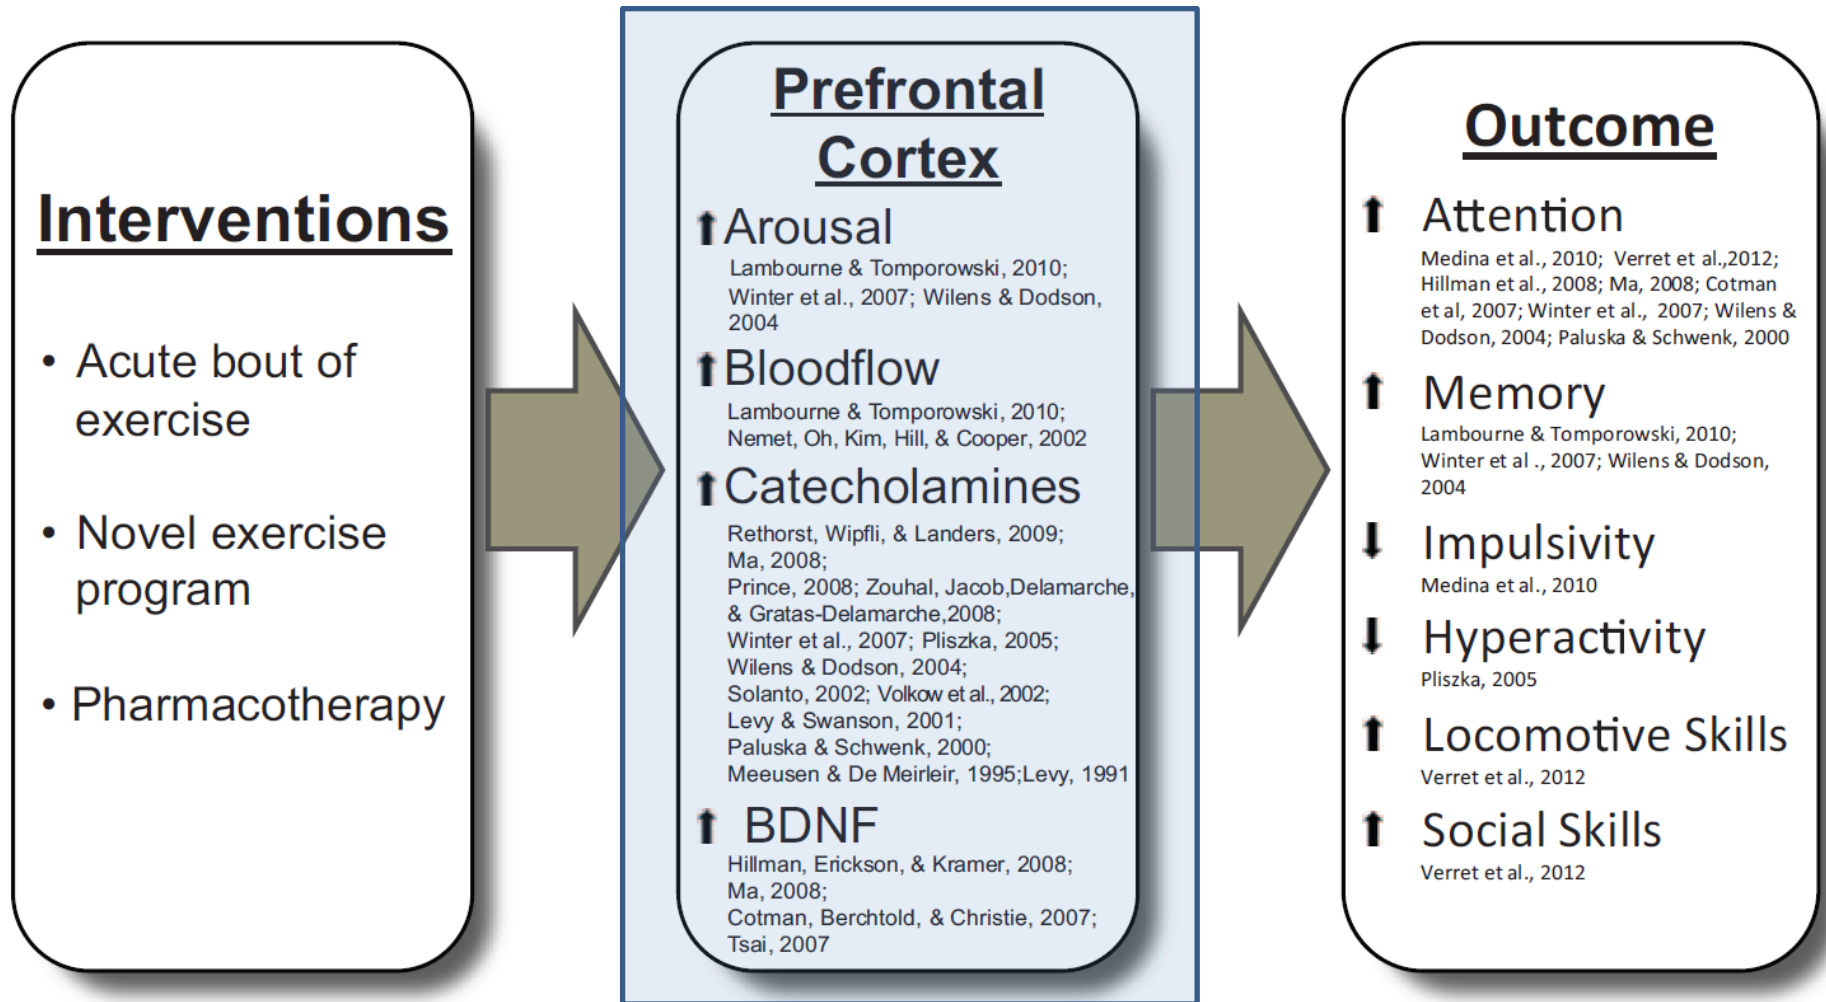 Interventions
• Acute bout of
exercise
• Novel exercise
program
• Pharmacotherapy
Prefrontal
Cortex
Arousal
Lambourne & Tomporowski, 2010;
Winter et al., 2007; Wilens & Dodson,
2004
Bloodflow
Lambourne & Tomporowski, 2010;
Nemet, Oh, Kim, Hill, & Cooper, 2002
Catecholamines
Rethorst, Wipfli, & Landers, 2009;
Ma, 2008;
Prince, 2008; Zouhal, Jacob,Delamarche,
& Gratas-Delamarche,2008;
Winter et al., 2007; Pliszka, 2005;
Wilens & Dodson, 2004;
Solanto, 2002; Volkow et al., 2002;
Levy & Swanson, 2001;
Paluska & Schwenk, 2000;
Meeusen & De Meirleir, 1995;Levy, 1991
BDNF
Hillman, Erickson, & Kramer, 2008;
Ma, 2008;
Cotman, Berchtold, & Christie, 2007;
Tsai, 2007
Outcome
Attention
Medina et al., 2010; Verret et al.,2012;
Hillman et al., 2008; Ma, 2008; Cotman
et al, 2007; Winter et al., 2007; Wilens &
Dodson, 2004; Paluska & Schwenk, 2000
Memory
Lambourne & Tomporowski, 2010;
Winter et al ., 2007; Wilens & Dodson,
2004
Impulsivity
Medina et al., 2010
Hyperactivity
Pliszka, 2005
Locomotive Skills
Verret et al., 2012
Social Skills
Verret et al., 2012